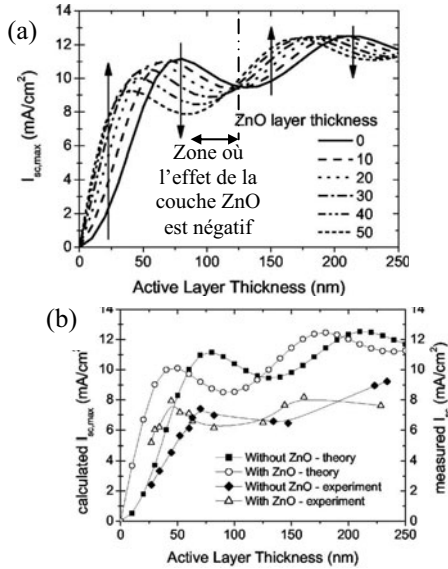 (a)
14
12
10
8
6
4
2
0
I sc,max (mA/cm²)
ZnO layer thickness
0
10
20
30
40
50
Zone où
l'effet de la
couche ZnO
est négatif
0 50 100 150 200 250
Active Layer Thickness (nm)
(b)
14
12
10
8
6
4
2
0
calculated I sc,max (mA/cm²)
Without ZnO - theory
With ZnO - theory
Without ZnO - experiment
With ZnO - experiment
14
12
10
8
6
4
2
0
measured I (mA/cm²)
0 50 100 150 200 250
Active Layer Thickness (nm)